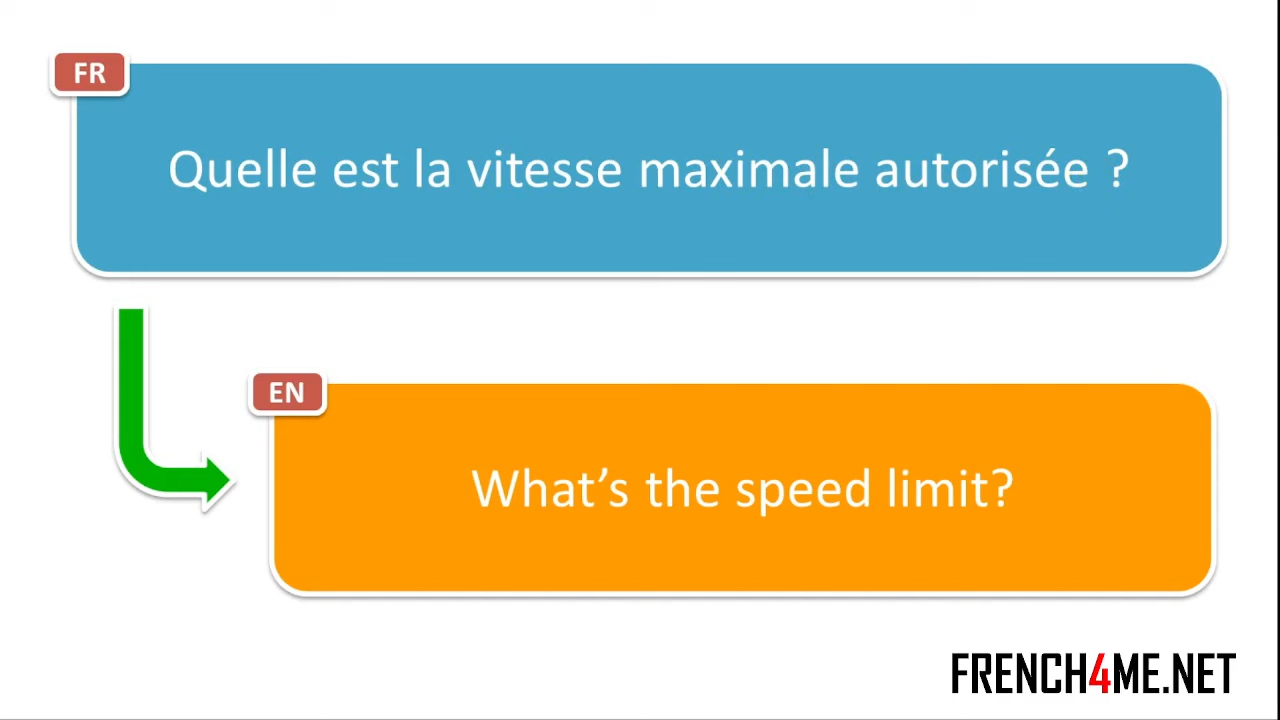 FR
Quelle est la vitesse maximale autorisée ?
EN
What’s the speed limit?
FRENCH4ME.NET